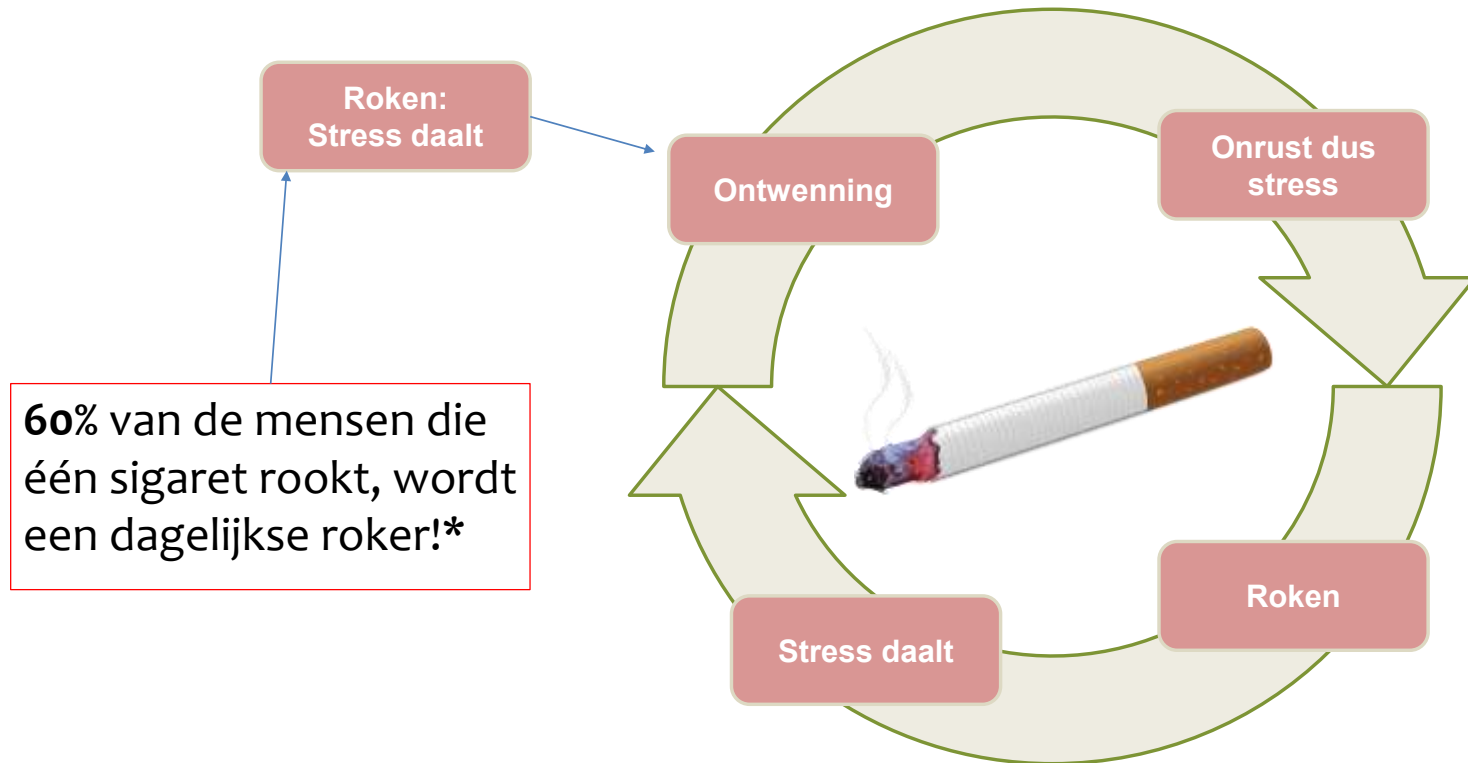 Roken:
Stress daalt
Ontwenning
Onrust dus
stress
60% van de mensen die
één sigaret rookt, wordt
een dagelijkse roker!*
Roken
Stress daalt